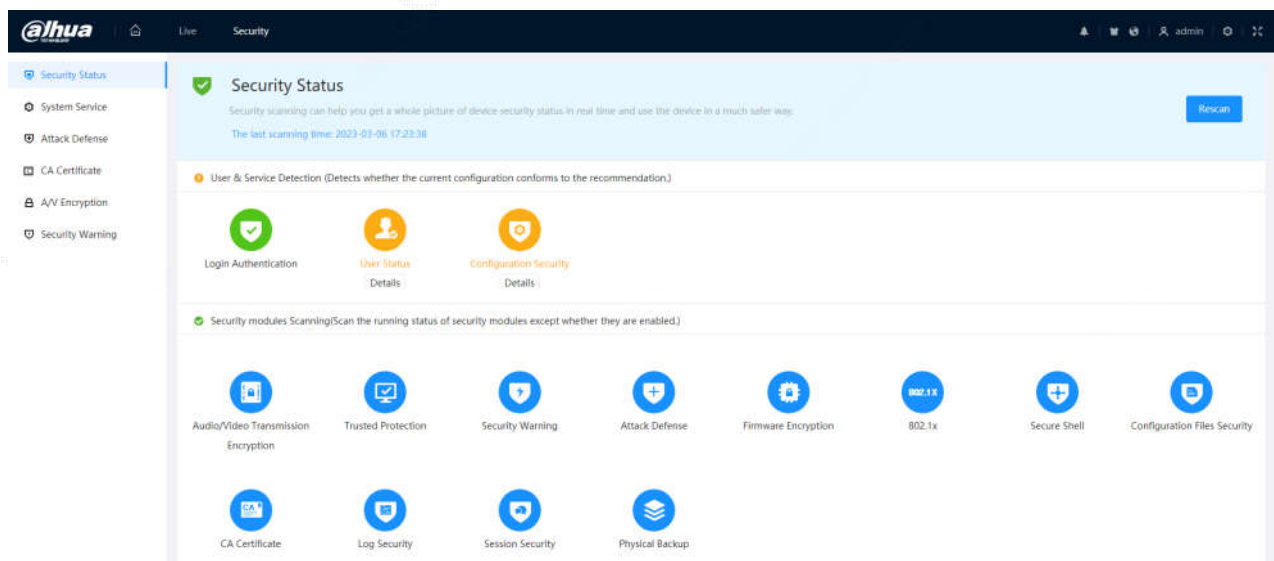 alhua
TECHNOLOGY
Live
Security
admin
Security Status
System Service
Attack Defense
CA Certificate
A/V Encryption
Security Warning
Security Status
Security scanning can help you get a whole picture of device security status in real time and use the device in a much safer way.
The last scanning time: 2023-03-06 17:23:38
Rescan
User & Service Detection (Detects whether the current configuration conforms to the recommendation.)
Login Authentication
User Status
Details
Configuration Security
Details
Security modules Scanning(Scan the running status of security modules except whether they are enabled.)
Audio/Video Transmission
Encryption
Trusted Protection
Security Warning
Attack Defense
Firmware Encryption
802.1X
802.1x
Secure Shell
Configuration Files Security
CA
CA Certificate
Log Security
Session Security
Physical Backup